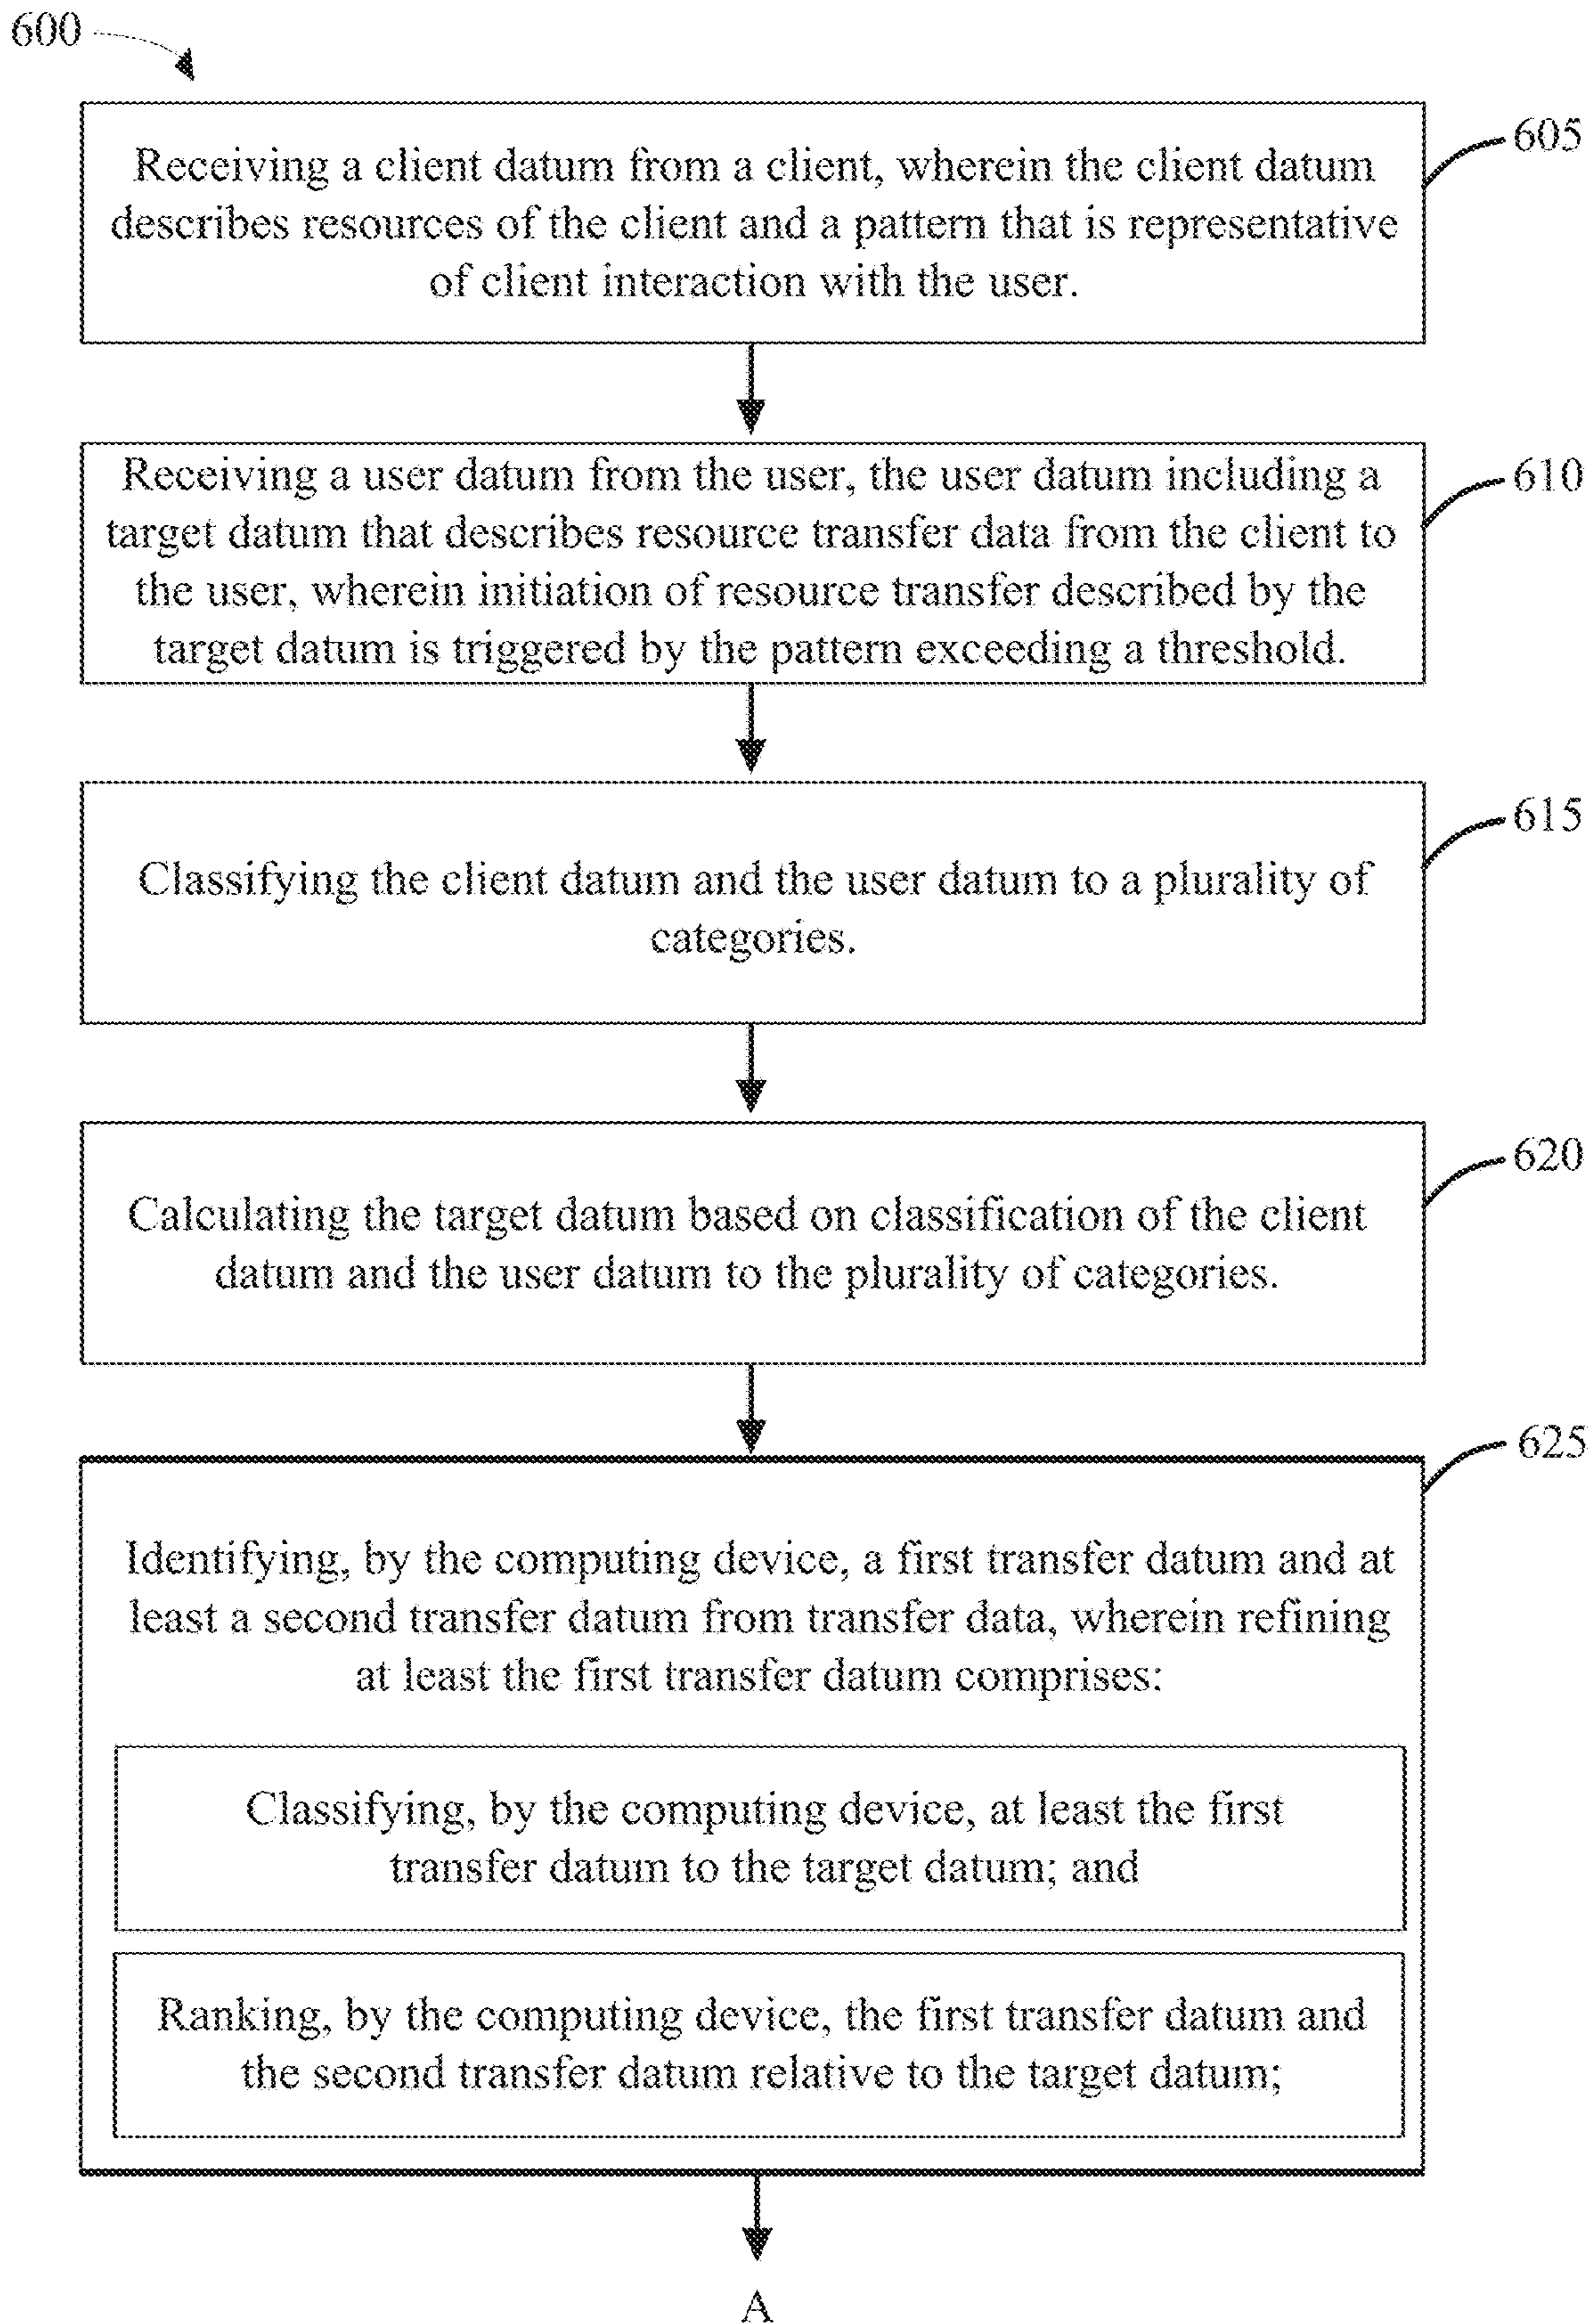 600
605
Receiving a client datum from a client, wherein the client datum
describes resources of the client and a pattern that is representative
of client interaction with the user.
610
Receiving a user datum from the user, the user datum including a
target datum that describes resource transfer data from the client to
the user, wherein initiation of resource transfer described by the
target datum is triggered by the pattern exceeding a threshold.
615
Classifying the client datum and the user datum to a plurality of
categories.
620
Calculating the target datum based on classification of the client
datum and the user datum to the plurality of categories.
625
Identifying, by the computing device, a first transfer datum and at
least a second transfer datum from transfer data, wherein refining
at least the first transfer datum comprises:
Classifying, by the computing device, at least the first
transfer datum to the target datum; and
Ranking, by the computing device, the first transfer datum and
the second transfer datum relative to the target datum;
A